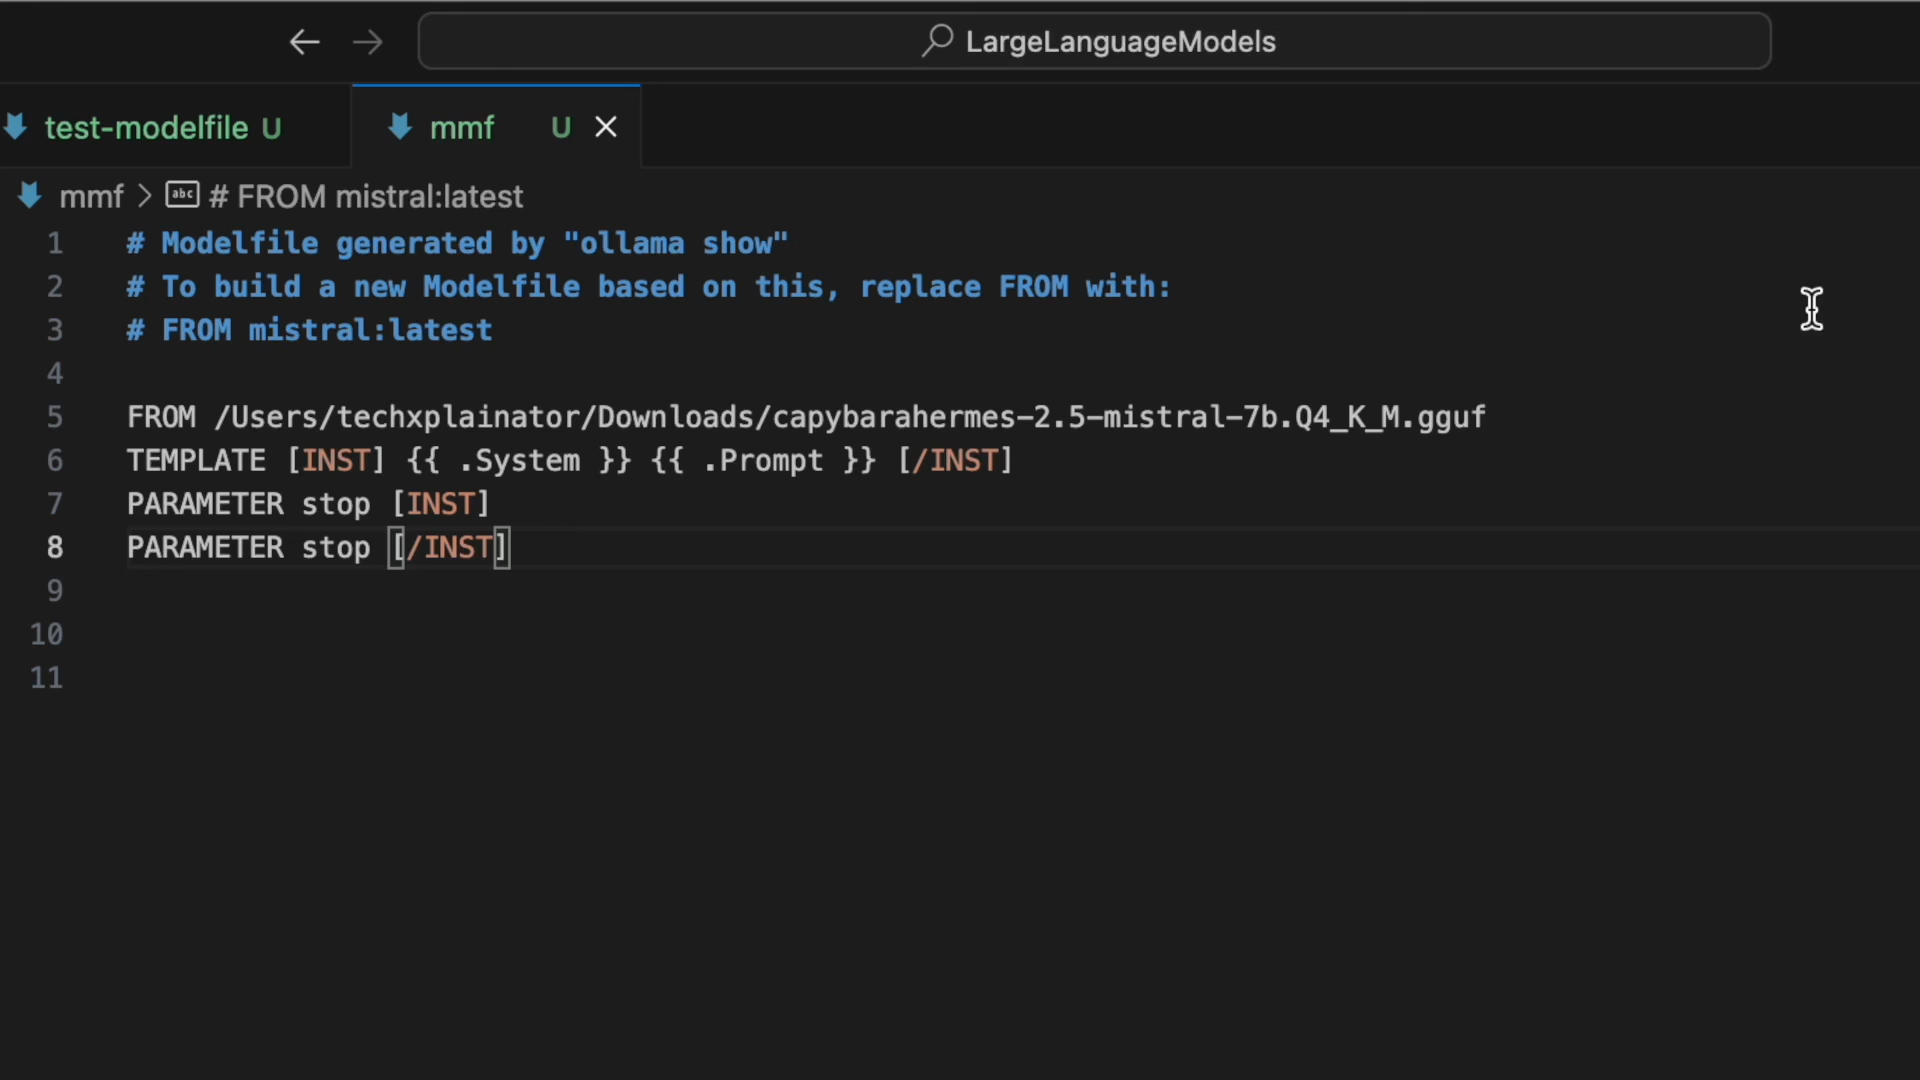 LargeLanguageModels
test-modelfile U
mmf U
mmf > abc # FROM mistral:latest
1 # Modelfile generated by "ollama show"
2 # To build a new Modelfile based on this, replace FROM with:
3 # FROM mistral:latest
4
5 FROM /Users/techxplainator/Downloads/capybarahermes-2.5-mistral-7b.Q4_K_M.gguf
6 TEMPLATE [INST] {{ .System }} {{ .Prompt }} [/INST]
7 PARAMETER stop [INST]
8 PARAMETER stop [/INST]
9
10
11